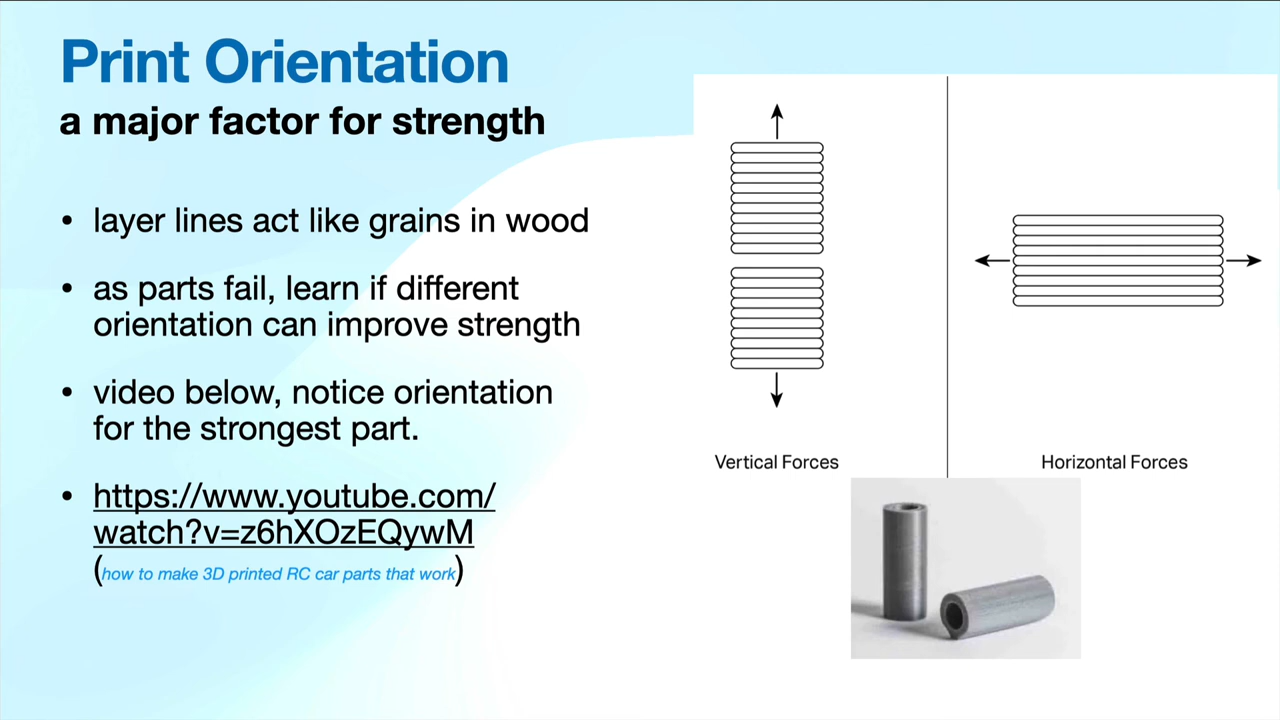 Print Orientation
a major factor for strength
• layer lines act like grains in wood
• as parts fail, learn if different
orientation can improve strength
• video below, notice orientation
for the strongest part.
• https://www.youtube.com/
watch?v=z6hXOzEQywM
(how to make 3D printed RC car parts that work)
Vertical Forces
Horizontal Forces